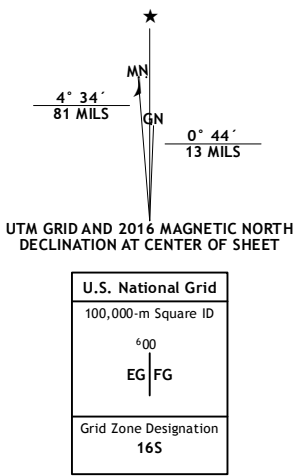 ★
MN
GN
4° 34´
81 MILS
0° 44´
13 MILS
UTM GRID AND 2016 MAGNETIC NORTH
DECLINATION AT CENTER OF SHEET
U.S. National Grid
100,000-m Square ID
⁶00
EG FG
Grid Zone Designation
16S